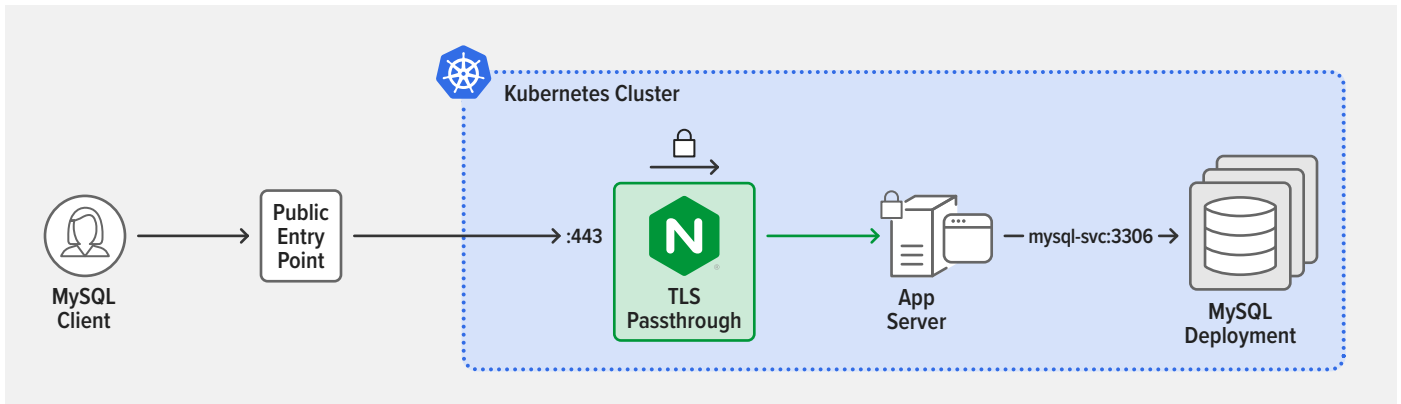 Kubernetes Cluster
MySQL
Client
Public
Entry
Point
:443
N
TLS
Passthrough
App
Server
mysql-svc:3306
MySQL
Deployment